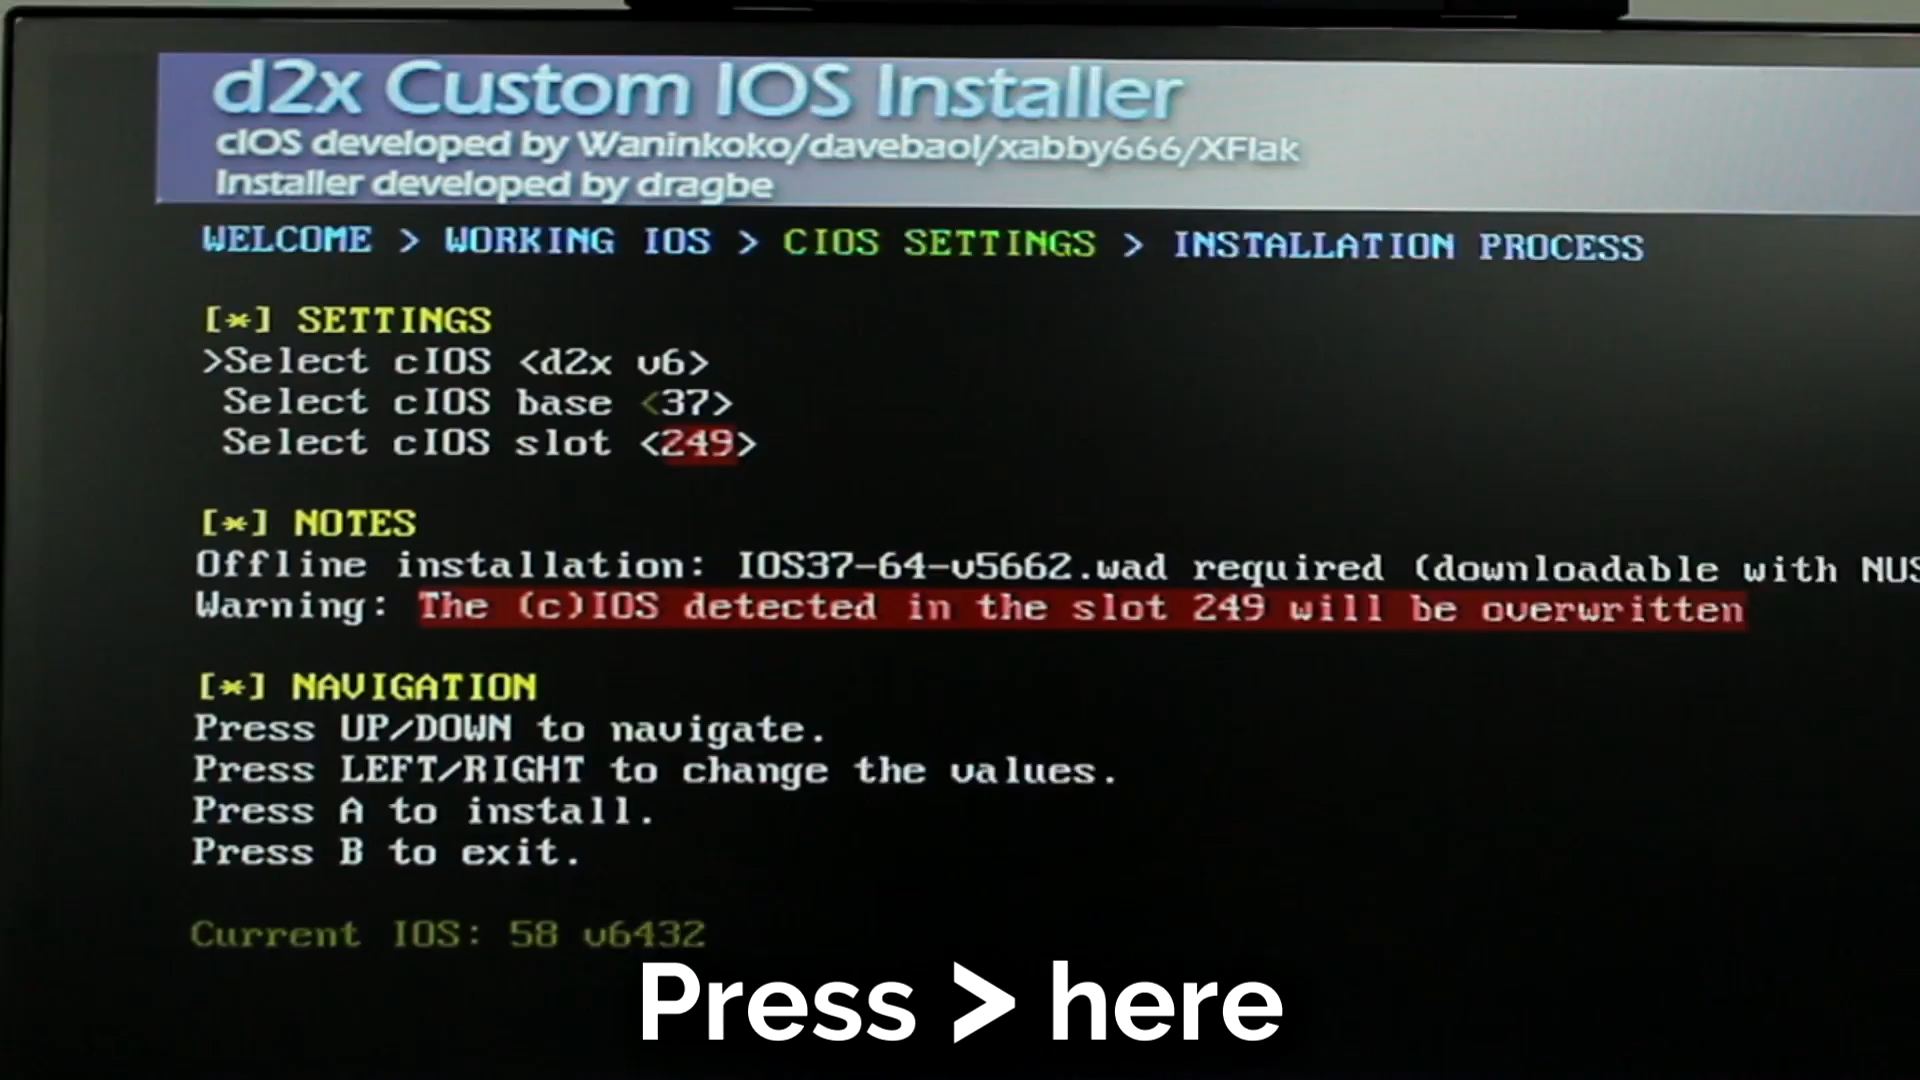 d2x Custom IOS Installer
cIOS developed by Waninkoko/davebaol/xabby666/XFlak
Installer developed by dragbe
WELCOME > WORKING IOS > CIOS SETTINGS > INSTALLATION PROCESS
[*] SETTINGS
>Select cIOS <d2x v6>
Select cIOS base <37>
Select cIOS slot <249>
[*] NOTES
Offline installation: IOS37-64-v5662.wad required (downloadable with NUS
Warning: The (c)IOS detected in the slot 249 will be overwritten
[*] NAVIGATION
Press UP/DOWN to navigate.
Press LEFT/RIGHT to change the values.
Press A to install.
Press B to exit.
Current IOS: 58 v6432
Press > here